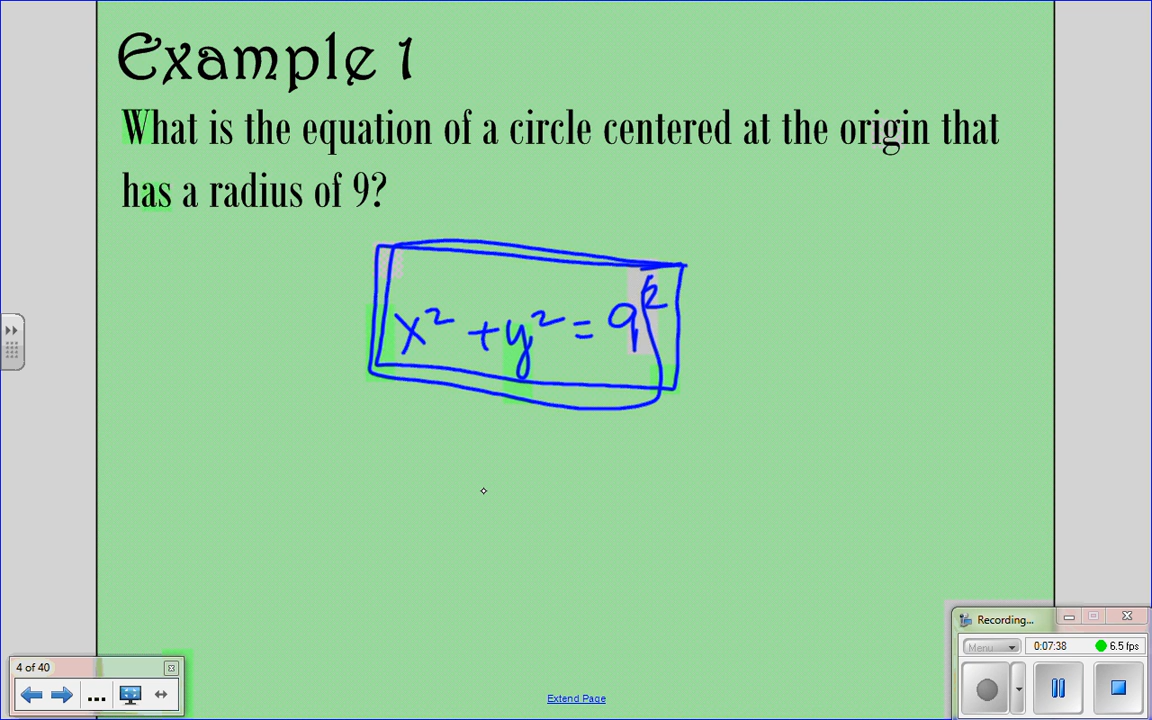 Example 1
What is the equation of a circle centered at the origin that
has a radius of 9?
x² + y² = 9²
Recording...
Menu
0:07:38
6.5 fps
4 of 40
...
Extend Page